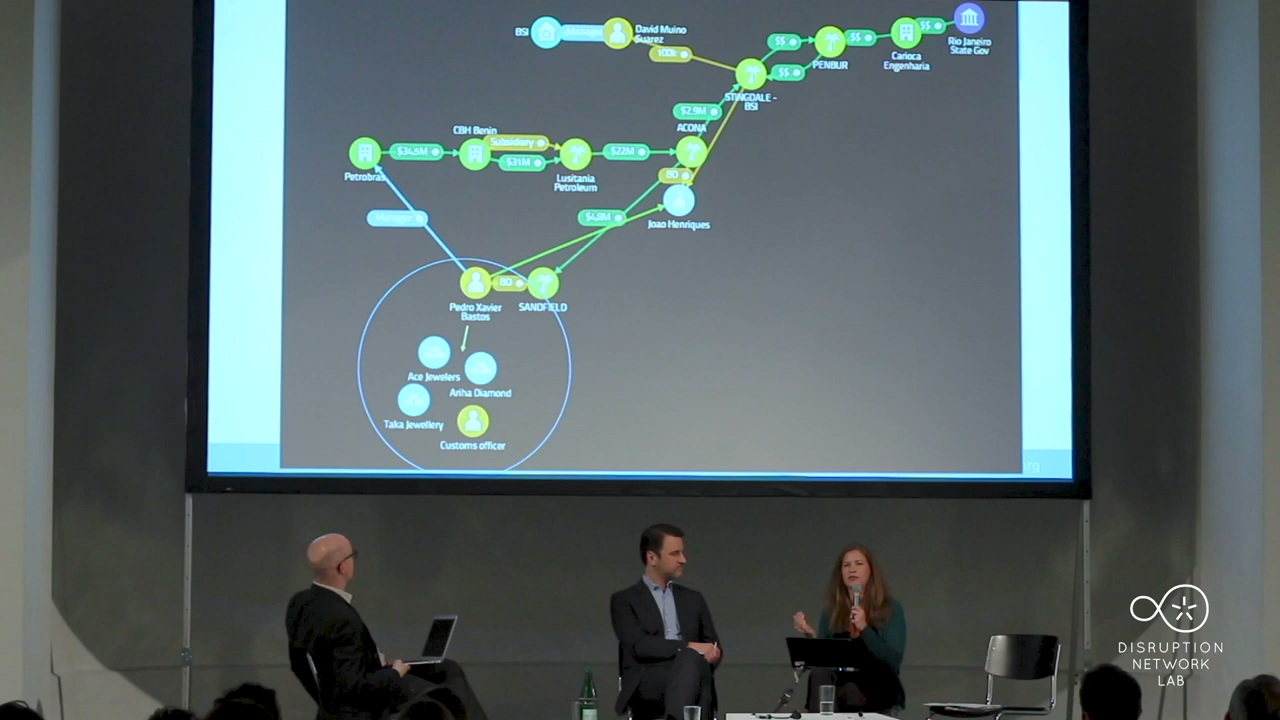 BSI
Manager
David Muino
Suarez
100k
$$
$$
PENBUR
$$
Carioca
Engenharia
$$
Rio Janeiro
State Gov
STINGDALE -
BSI
$2.9M
ACONA
CBH Benin
Subsidiary
$34,5M
$31M
$22M
Petrobras
Lusitania
Petroleum
BO
Manager
$4,8M
Joao Henriques
BO
Pedro Xavier
Bastos
SANDFIELD
Ace Jewelers
Ariha Diamond
Taka Jewellery
Customs officer
rg
DISRUPTION
NETWORK
LAB